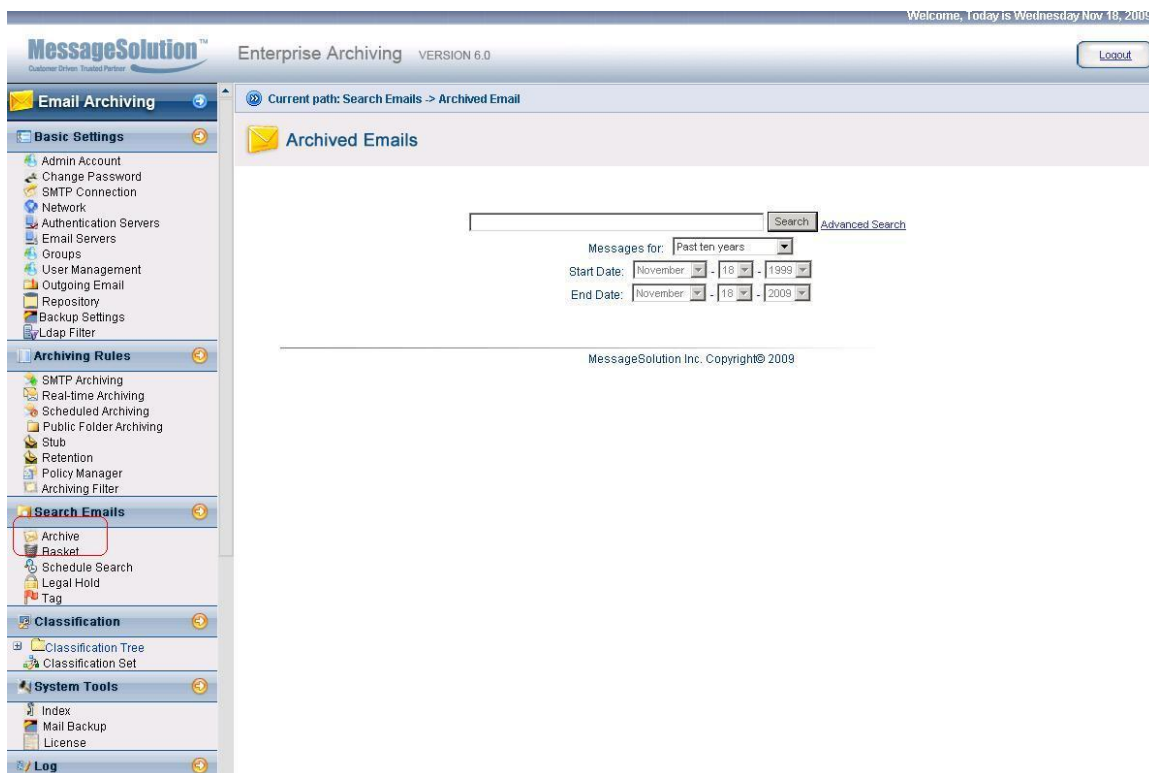 Welcome, Today is Wednesday Nov 18, 2009
MessageSolution™
Customer Driven Trusted Partner
Enterprise Archiving VERSION 6.0
Logout
Email Archiving
Current path: Search Emails -> Archived Email
Basic Settings
Archived Emails
Admin Account
Change Password
SMTP Connection
Network
Authentication Servers
Email Servers
Groups
User Management
Outgoing Email
Repository
Backup Settings
Ldap Filter
Search Advanced Search
Messages for: Past ten years
Start Date: November - 18 - 1999
End Date: November - 18 - 2009
MessageSolution Inc. Copyright© 2009
Archiving Rules
SMTP Archiving
Real-time Archiving
Scheduled Archiving
Public Folder Archiving
Stub
Retention
Policy Manager
Archiving Filter
Search Emails
Archive
Basket
Schedule Search
Legal Hold
Tag
Classification
Classification Tree
Classification Set
System Tools
Index
Mail Backup
License
Log